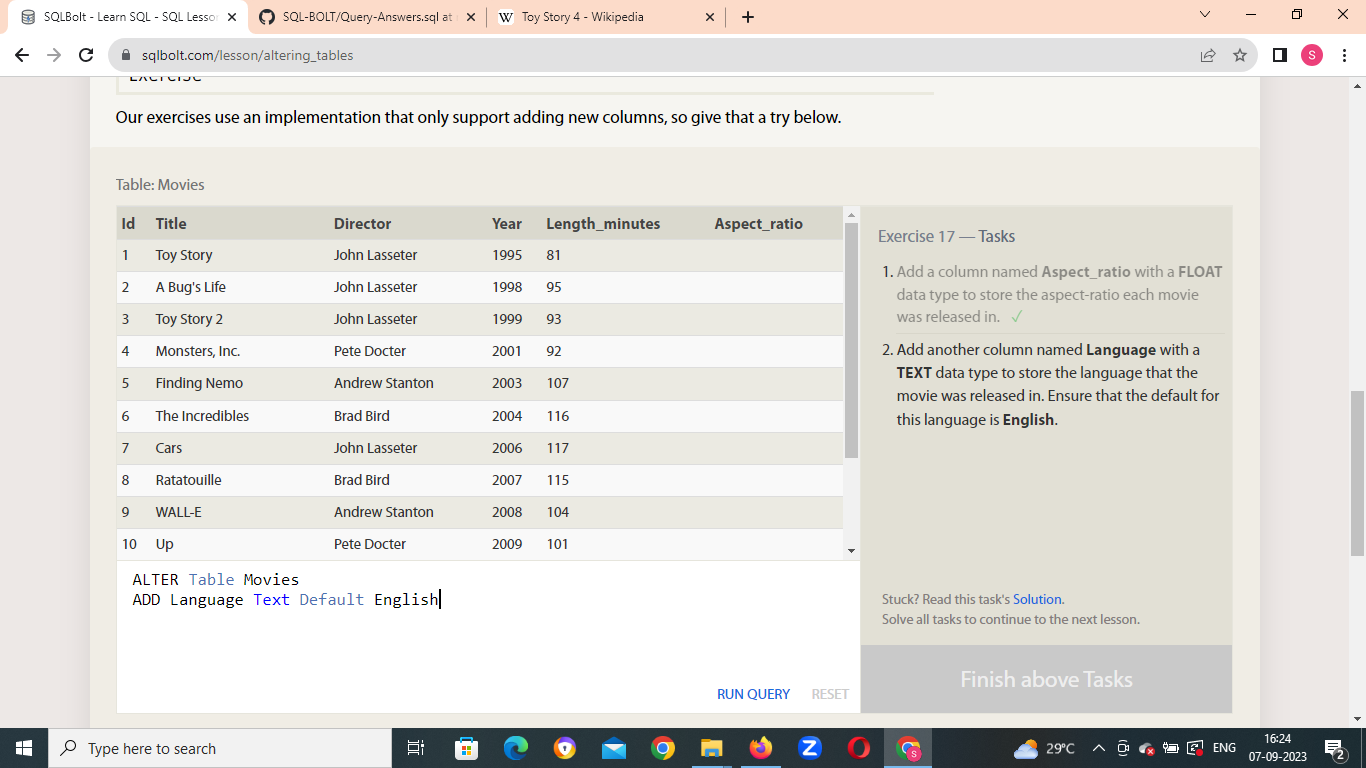 SQLBolt - Learn SQL - SQL Lesson
SQL-BOLT/Query-Answers.sql at
W Toy Story 4 - Wikipedia
sqlbolt.com/lesson/altering_tables
S
Exercise
Our exercises use an implementation that only support adding new columns, so give that a try below.
Table: Movies
Id Title Director Year Length_minutes Aspect_ratio
1 Toy Story John Lasseter 1995 81
2 A Bug's Life John Lasseter 1998 95
3 Toy Story 2 John Lasseter 1999 93
4 Monsters, Inc. Pete Docter 2001 92
5 Finding Nemo Andrew Stanton 2003 107
6 The Incredibles Brad Bird 2004 116
7 Cars John Lasseter 2006 117
8 Ratatouille Brad Bird 2007 115
9 WALL-E Andrew Stanton 2008 104
10 Up Pete Docter 2009 101
ALTER Table Movies
ADD Language Text Default English
RUN QUERY RESET
Exercise 17 — Tasks
1. Add a column named Aspect_ratio with a FLOAT
data type to store the aspect-ratio each movie
was released in. ✓
2. Add another column named Language with a
TEXT data type to store the language that the
movie was released in. Ensure that the default for
this language is English.
Stuck? Read this task's Solution.
Solve all tasks to continue to the next lesson.
Finish above Tasks
Type here to search
Z
S
29°C
ENG
16:24
07-09-2023
2